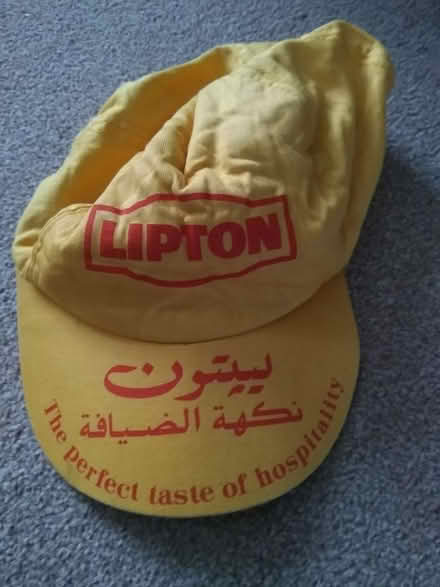 LIPTON
ليبتون
نكهة الضيافة
The perfect taste of hospitality